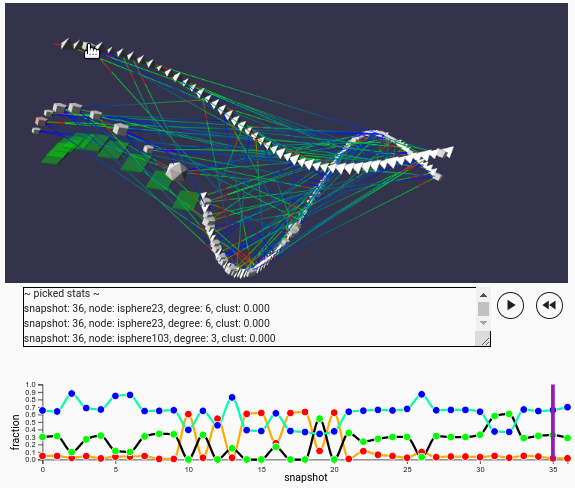 ~ picked stats ~
snapshot: 36, node: isphere23, degree: 6, clust: 0.000
snapshot: 36, node: isphere23, degree: 6, clust: 0.000
snapshot: 36, node: isphere103, degree: 3, clust: 0.000
1.0
0.9
0.8
0.7
0.6
0.5
0.4
0.3
0.2
0.1
0.0
fraction
0 5 10 15 20 25 30 35
snapshot